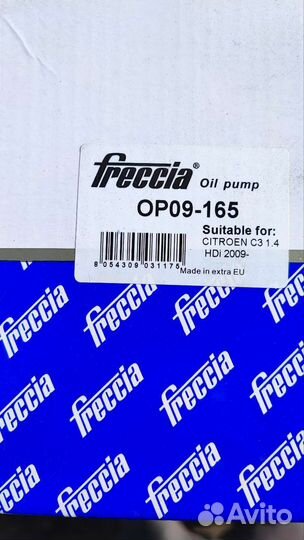 freccia® Oil pump
OP09-165
Suitable for:
CITROEN C3 1.4
HDi 2009-
8 054309 031175
Made in extra EU
freccia freccia freccia
freccia freccia freccia
freccia freccia freccia
freccia freccia
Avito